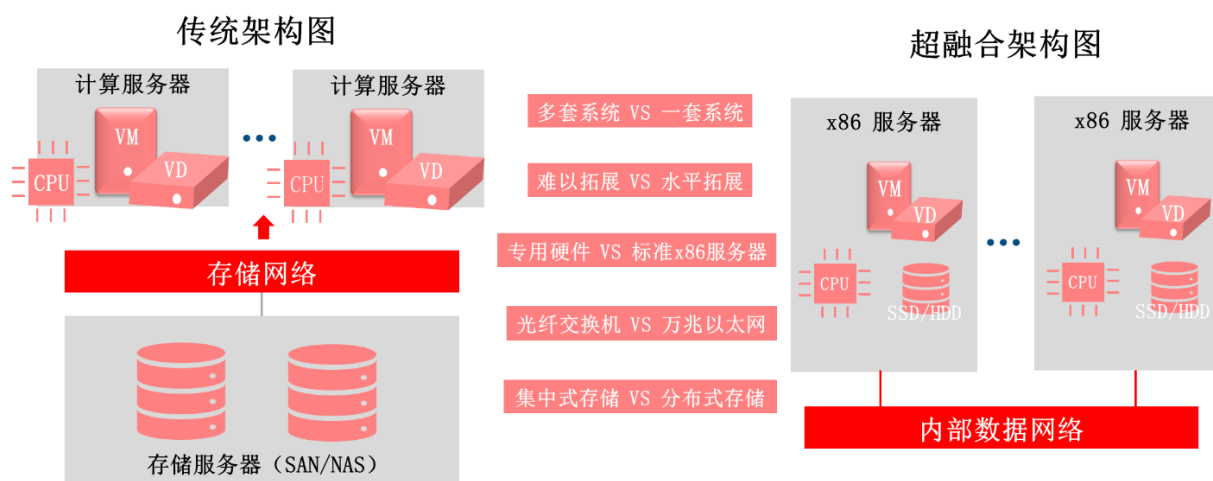 传统架构图
计算服务器
计算服务器
VM
VD
CPU
VM
VD
CPU
存储网络
存储服务器（SAN/NAS）
多套系统 VS 一套系统
难以拓展 VS 水平拓展
专用硬件 VS 标准x86服务器
光纤交换机 VS 万兆以太网
集中式存储 VS 分布式存储
超融合架构图
x86 服务器
x86 服务器
VM
VD
CPU
SSD/HDD
VM
VD
CPU
SSD/HDD
内部数据网络